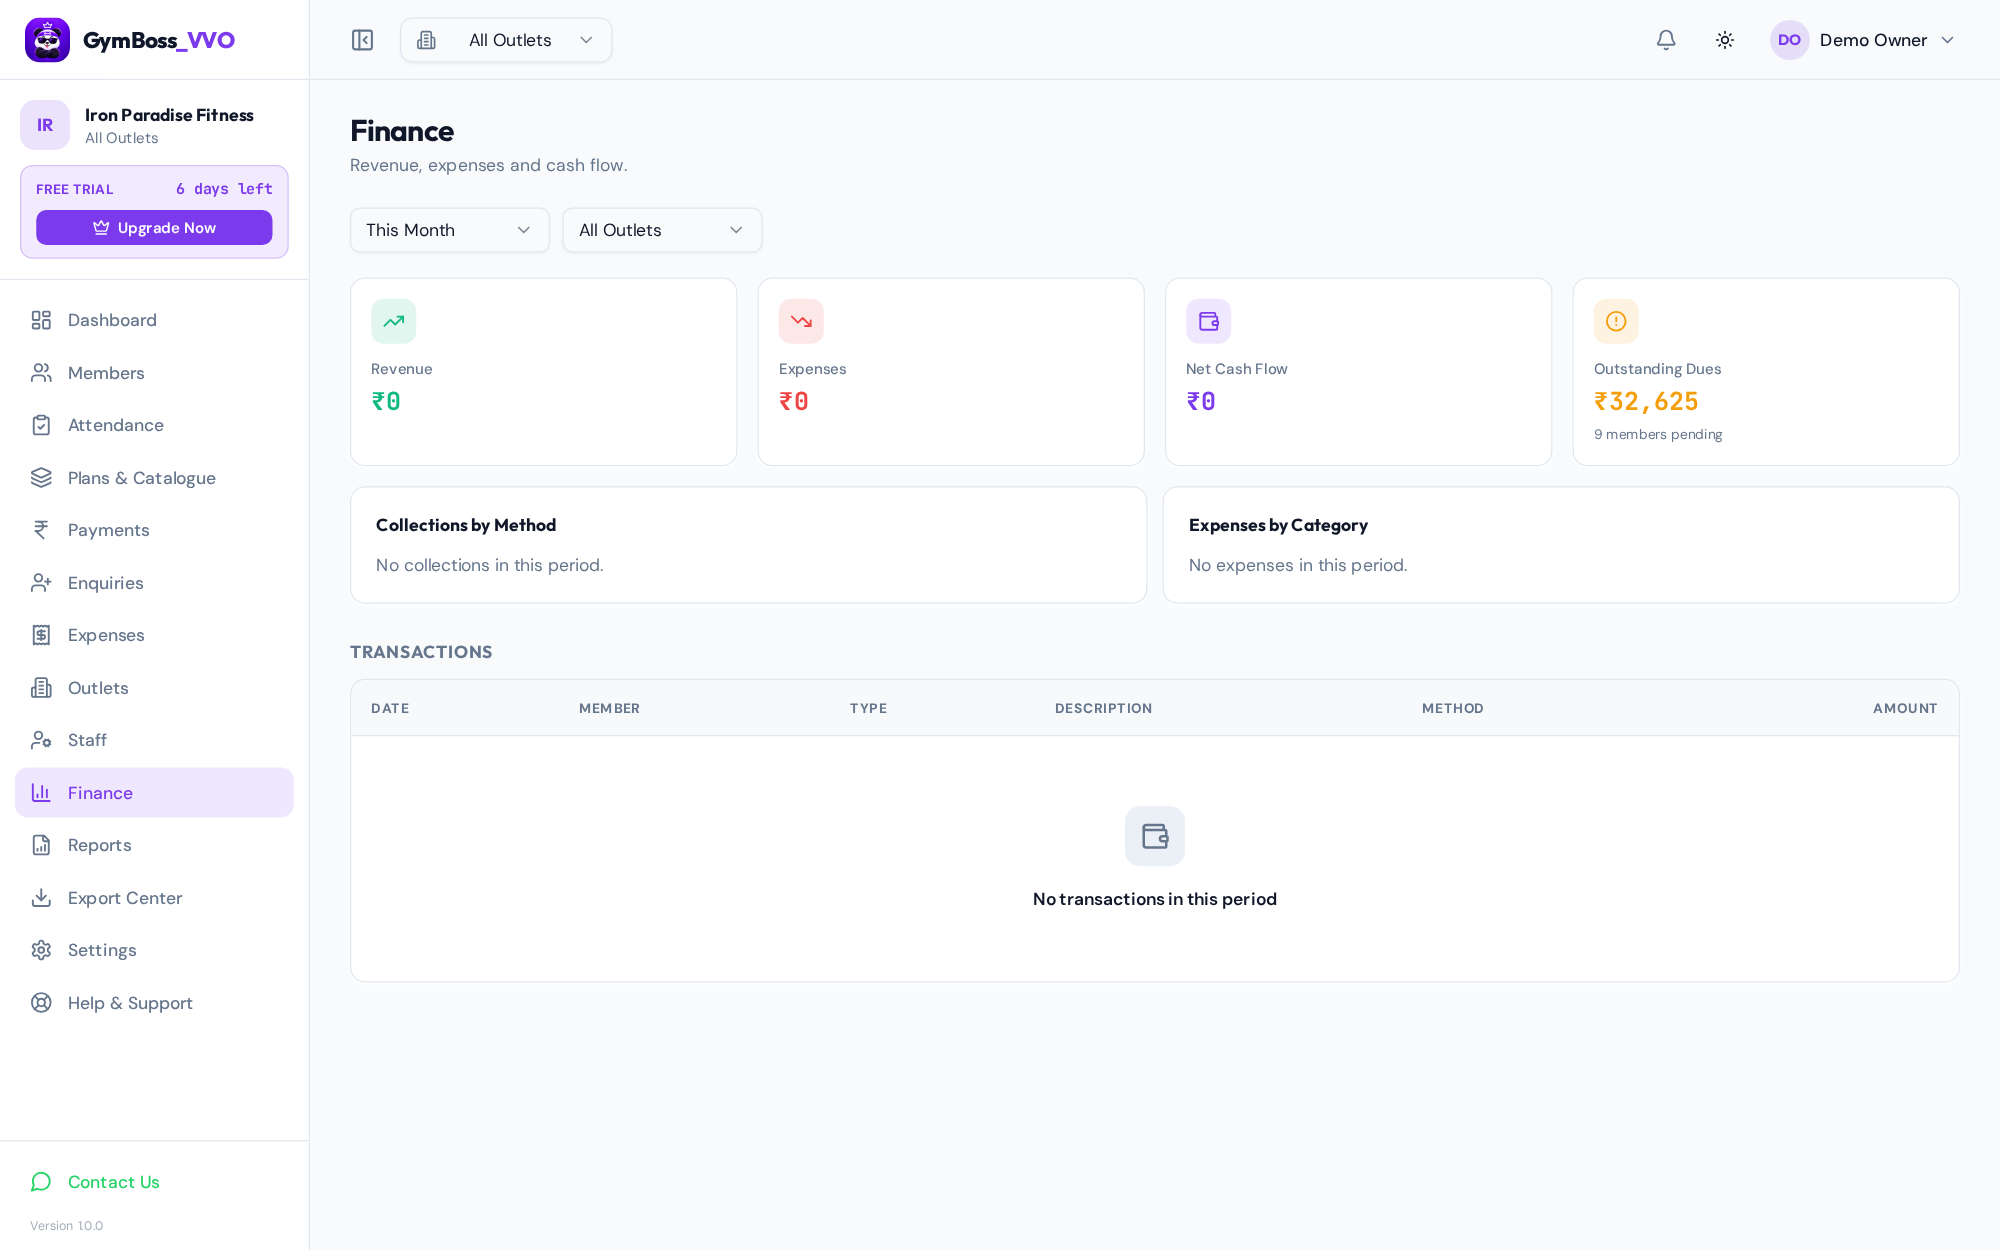 GymBoss_VVO
All Outlets
DO Demo Owner
IR
Iron Paradise Fitness
All Outlets
FREE TRIAL 6 days left
Upgrade Now
Dashboard
Members
Attendance
Plans & Catalogue
Payments
Enquiries
Expenses
Outlets
Staff
Finance
Reports
Export Center
Settings
Help & Support
Contact Us
Version 1.0.0
Finance
Revenue, expenses and cash flow.
This Month All Outlets
Revenue
₹0
Expenses
₹0
Net Cash Flow
₹0
Outstanding Dues
₹32,625
9 members pending
Collections by Method
No collections in this period.
Expenses by Category
No expenses in this period.
TRANSACTIONS
DATE MEMBER TYPE DESCRIPTION METHOD AMOUNT
No transactions in this period